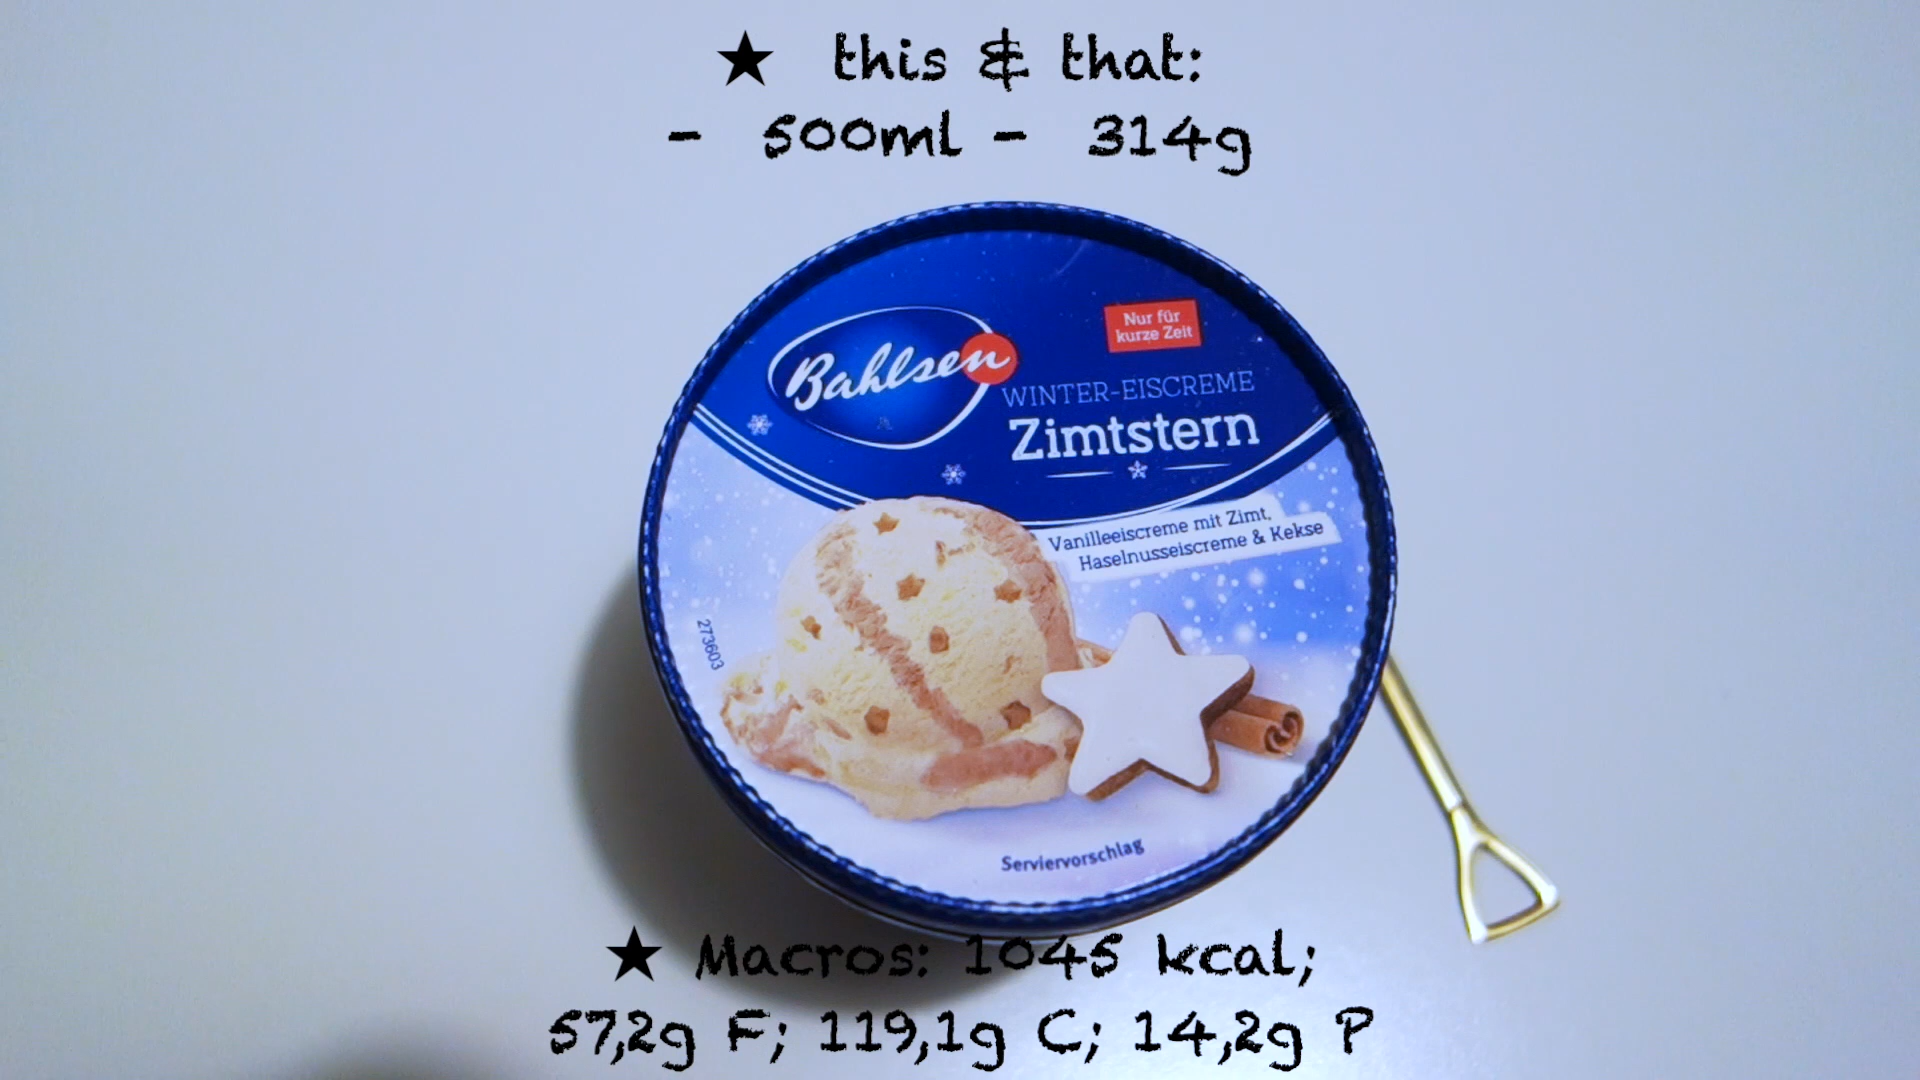 ★ this & that:
- 500ml - 314g
Bahlsen
Nur für
kurze Zeit
WINTER-EISCREME
Zimtstern
Vanilleeiscreme mit Zimt,
Haselnusseiscreme & Kekse
273603
Serviervorschlag
★ Macros: 1045 kcal;
57,2g F; 119,1g C; 14,2g P